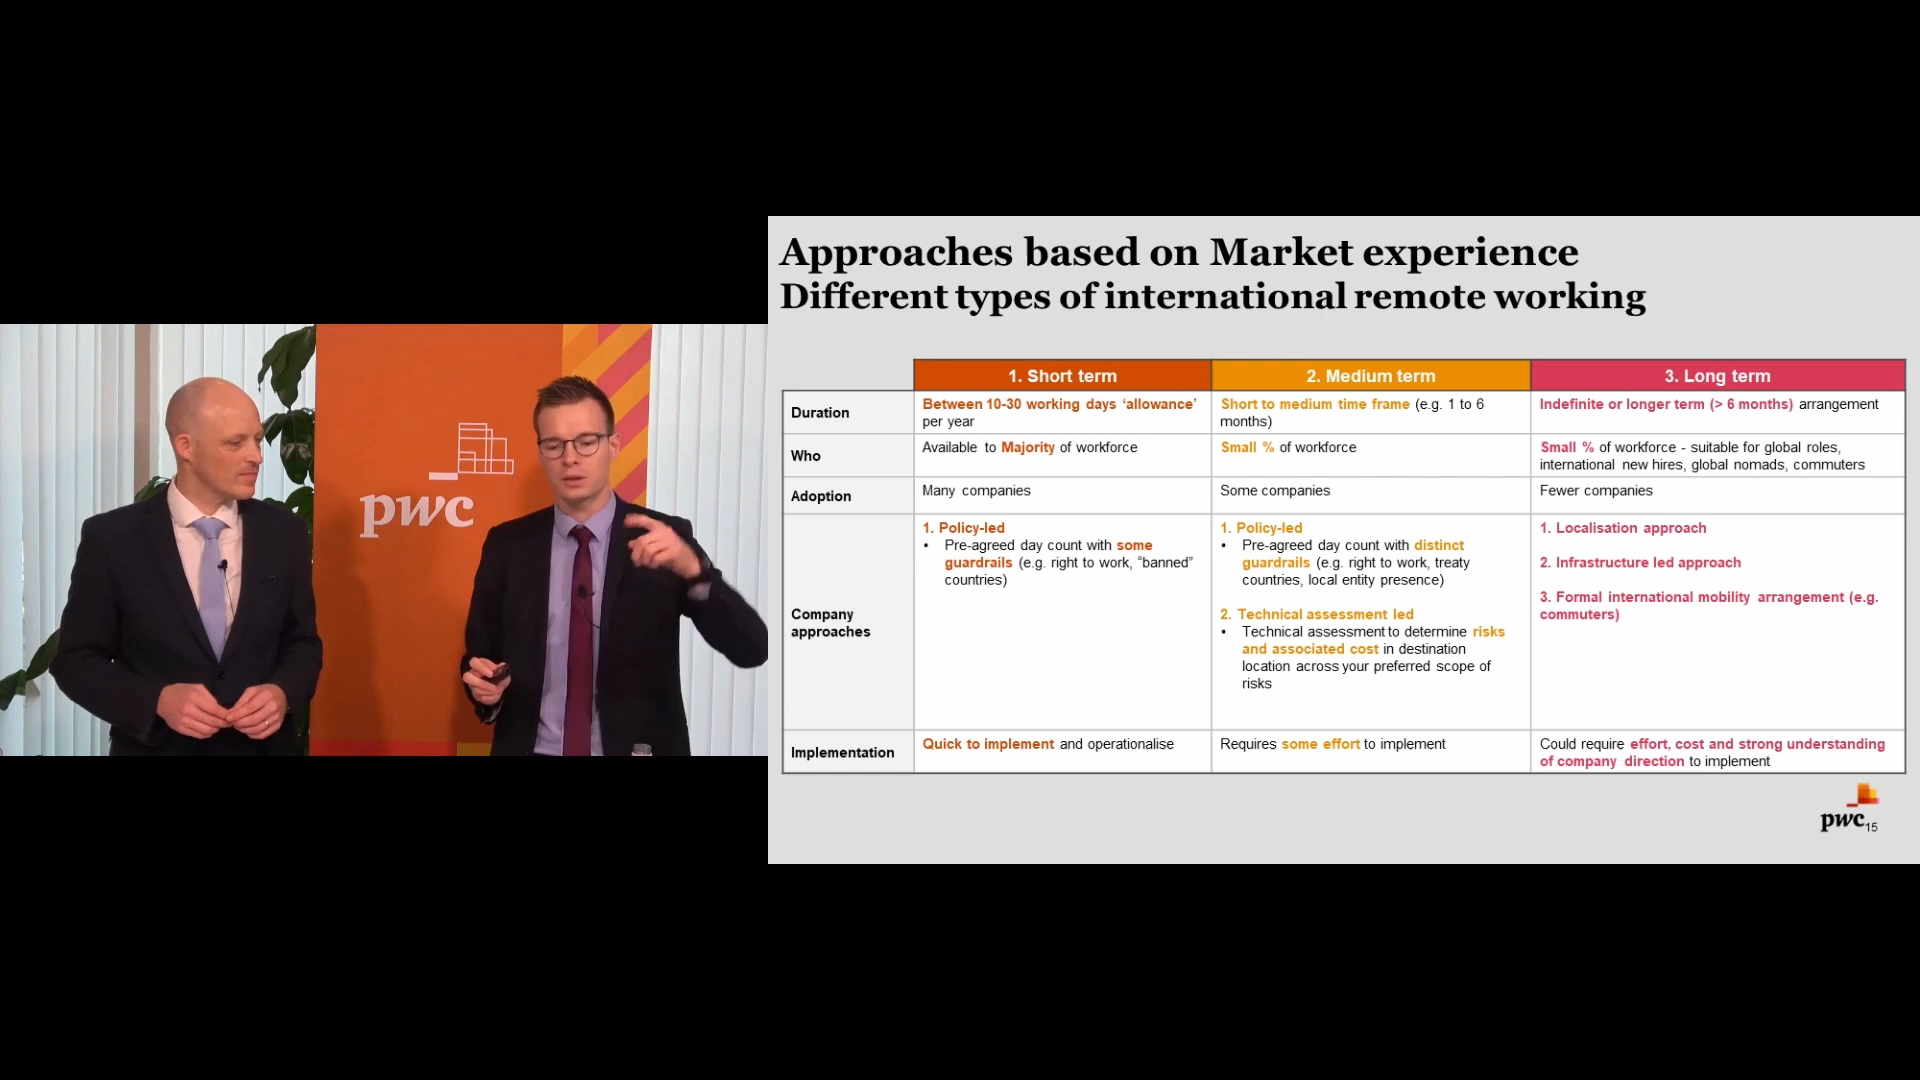 pwc
Approaches based on Market experience
Different types of international remote working
1. Short term
2. Medium term
3. Long term
Duration
Between 10-30 working days ‘allowance’
per year
Short to medium time frame (e.g. 1 to 6
months)
Indefinite or longer term (> 6 months) arrangement
Who
Available to Majority of workforce
Small % of workforce
Small % of workforce - suitable for global roles,
international new hires, global nomads, commuters
Adoption
Many companies
Some companies
Fewer companies
Company
approaches
1. Policy-led
• Pre-agreed day count with some
guardrails (e.g. right to work, “banned”
countries)
1. Policy-led
• Pre-agreed day count with distinct
guardrails (e.g. right to work, treaty
countries, local entity presence)
2. Technical assessment led
• Technical assessment to determine risks
and associated cost in destination
location across your preferred scope of
risks
1. Localisation approach
2. Infrastructure led approach
3. Formal international mobility arrangement (e.g.
commuters)
Implementation
Quick to implement and operationalise
Requires some effort to implement
Could require effort, cost and strong understanding
of company direction to implement
pwc
15